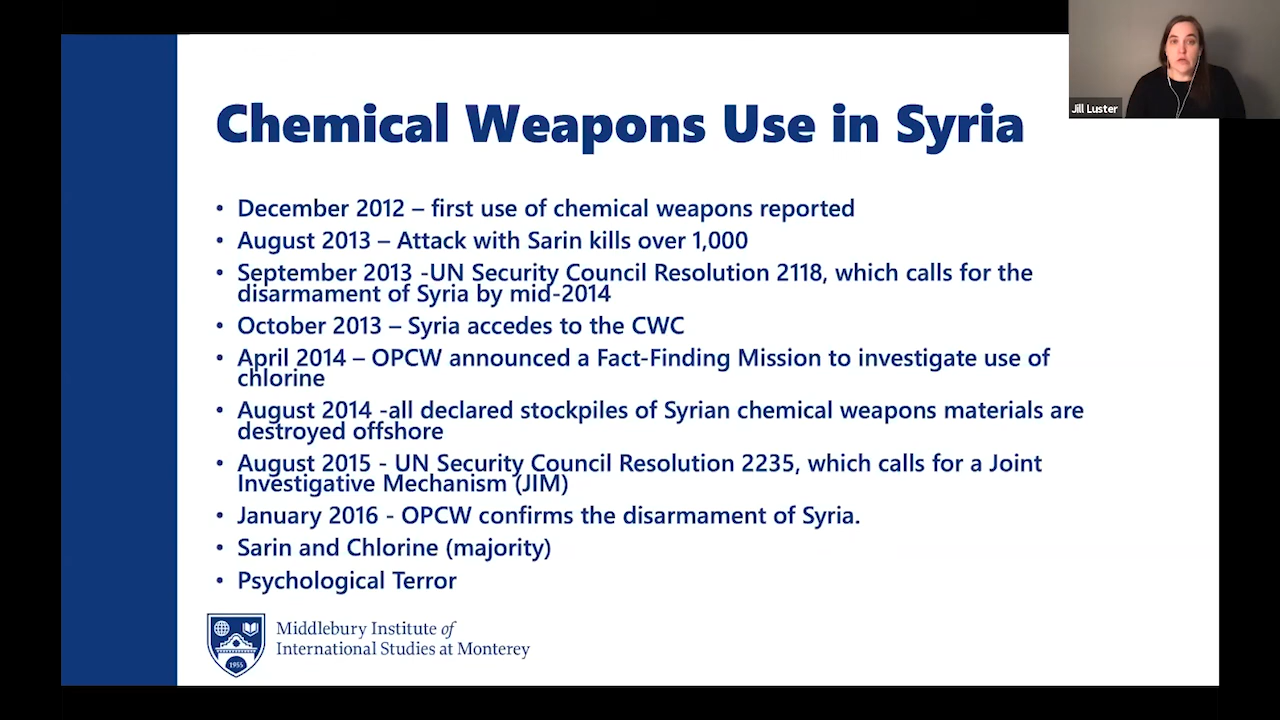 Jill Luster
Chemical Weapons Use in Syria
• December 2012 – first use of chemical weapons reported
• August 2013 – Attack with Sarin kills over 1,000
• September 2013 -UN Security Council Resolution 2118, which calls for the
disarmament of Syria by mid-2014
• October 2013 – Syria accedes to the CWC
• April 2014 – OPCW announced a Fact-Finding Mission to investigate use of
chlorine
• August 2014 -all declared stockpiles of Syrian chemical weapons materials are
destroyed offshore
• August 2015 - UN Security Council Resolution 2235, which calls for a Joint
Investigative Mechanism (JIM)
• January 2016 - OPCW confirms the disarmament of Syria.
• Sarin and Chlorine (majority)
• Psychological Terror
1955
Middlebury Institute of
International Studies at Monterey